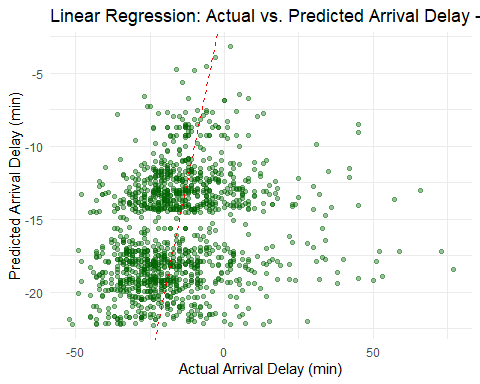 Linear Regression: Actual vs. Predicted Arrival Delay -
Predicted Arrival Delay (min)
-5
-10
-15
-20
-50
0
50
Actual Arrival Delay (min)